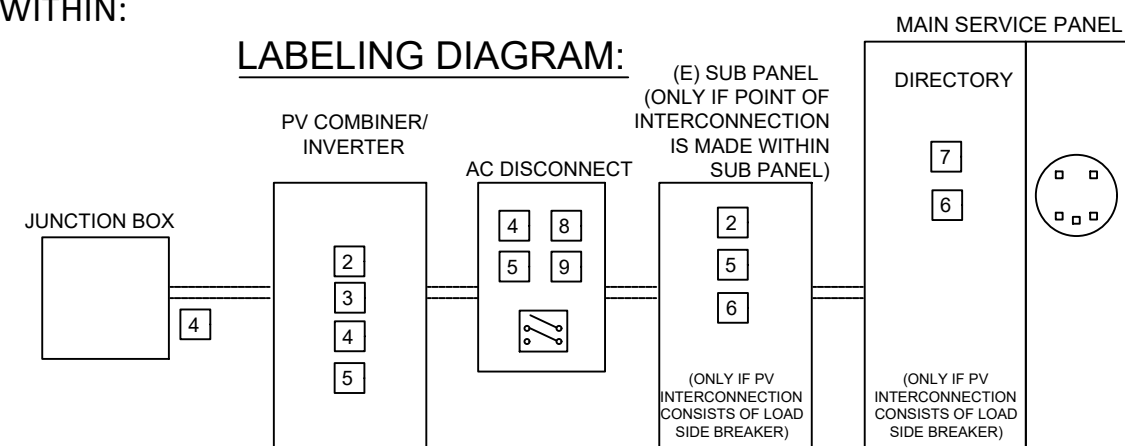 WITHIN:
LABELING DIAGRAM:
JUNCTION BOX
4
PV COMBINER/
INVERTER
2
3
4
5
AC DISCONNECT
4 8
5 9
(E) SUB PANEL
(ONLY IF POINT OF
INTERCONNECTION
IS MADE WITHIN
SUB PANEL)
2
5
6
(ONLY IF PV
INTERCONNECTION
CONSISTS OF LOAD
SIDE BREAKER)
MAIN SERVICE PANEL
DIRECTORY
7
6
(ONLY IF PV
INTERCONNECTION
CONSISTS OF LOAD
SIDE BREAKER)